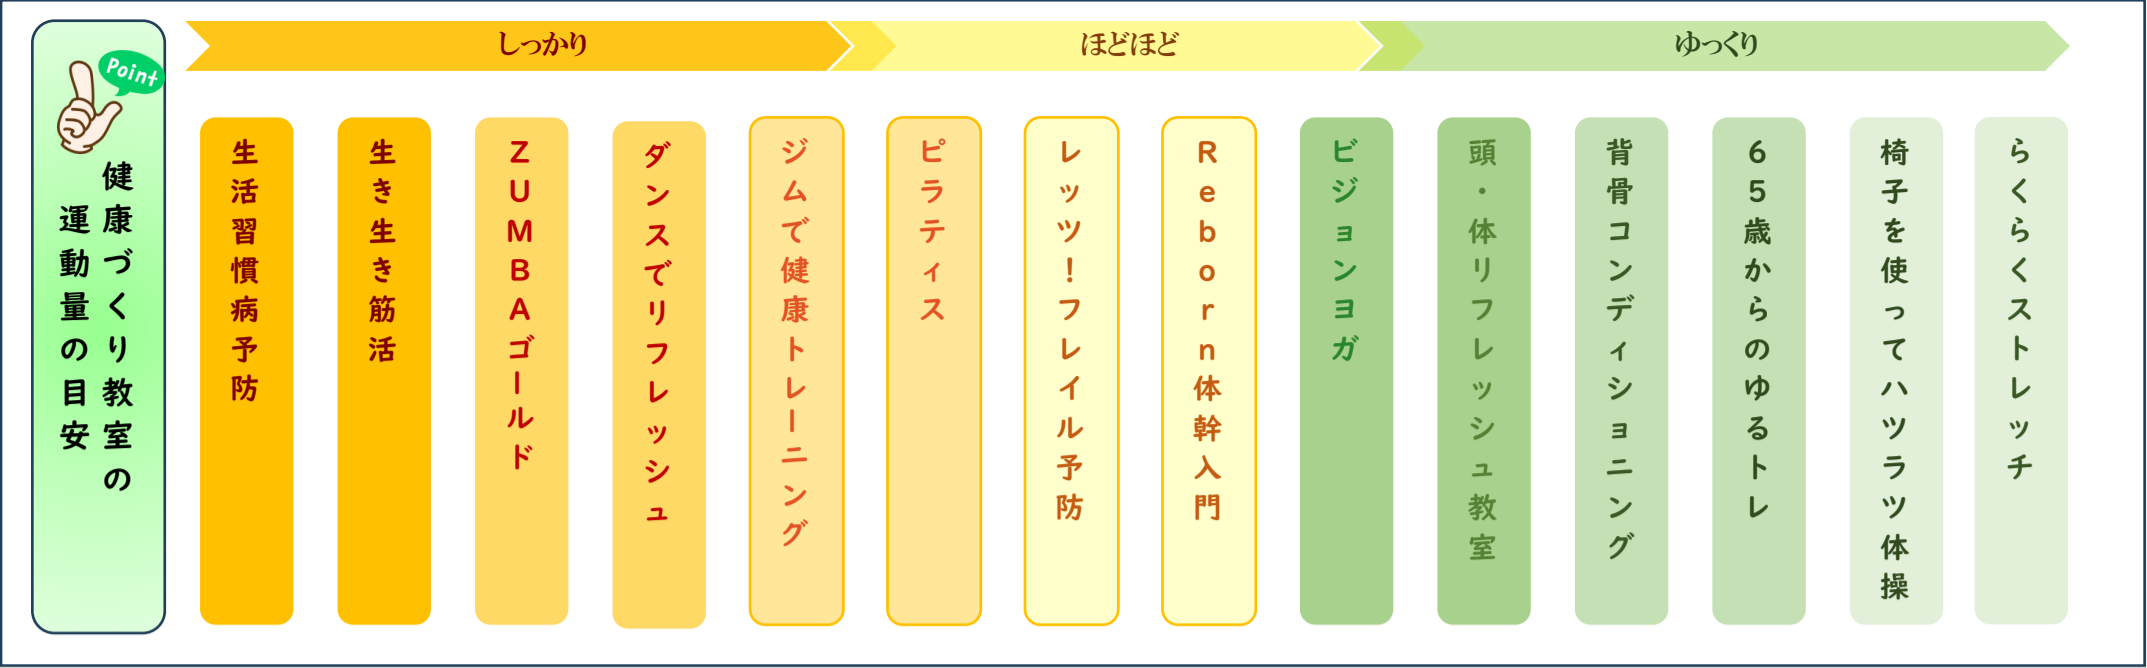 Point
健康づくり教室の
運動量の目安
しっかり
ほどほど
ゆっくり
生活習慣病予防
生き生き筋活
ZUMBAゴールド
ダンスでリフレッシュ
ジムで健康トレーニング
ピラティス
レッツ！フレイル予防
Reborn体幹入門
ビジョンヨガ
頭・体リフレッシュ教室
背骨コンディショニング
65歳からのゆるトレ
椅子を使ってハツラツ体操
らくらくストレッチ